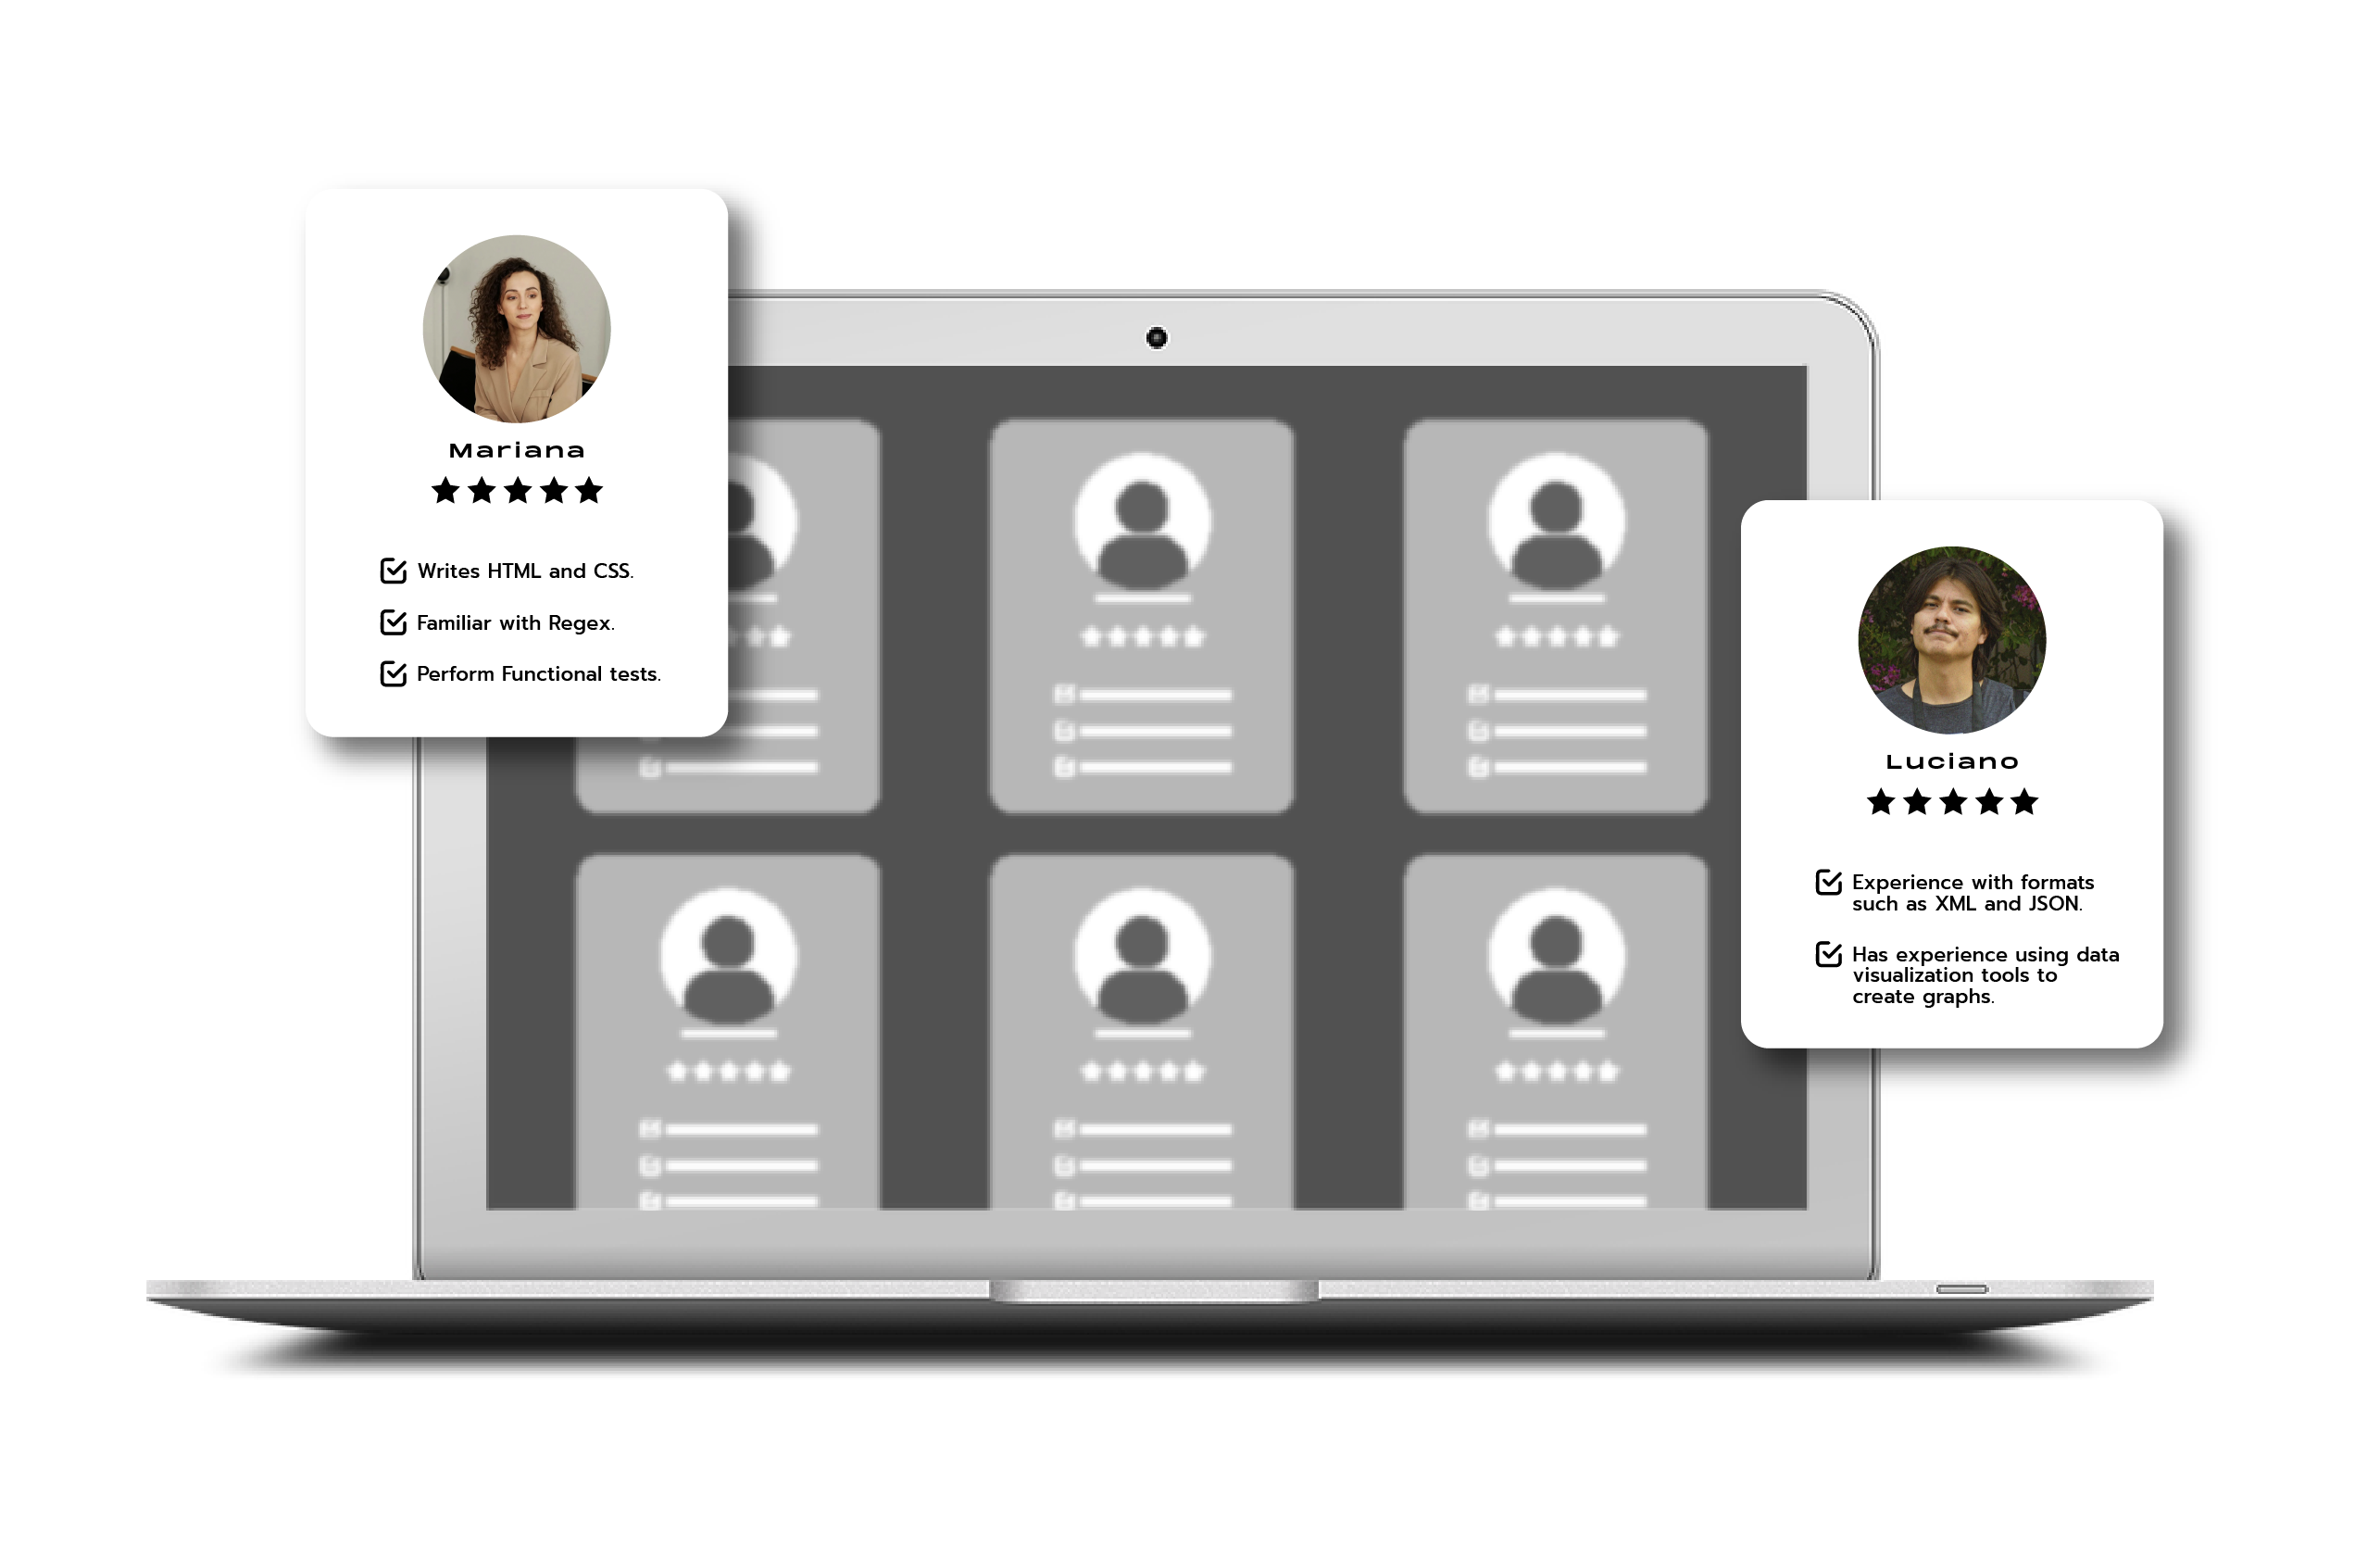 Mariana
Writes HTML and CSS.
Familiar with Regex.
Perform Functional tests.
Luciano
Experience with formats
such as XML and JSON.
Has experience using data
visualization tools to
create graphs.